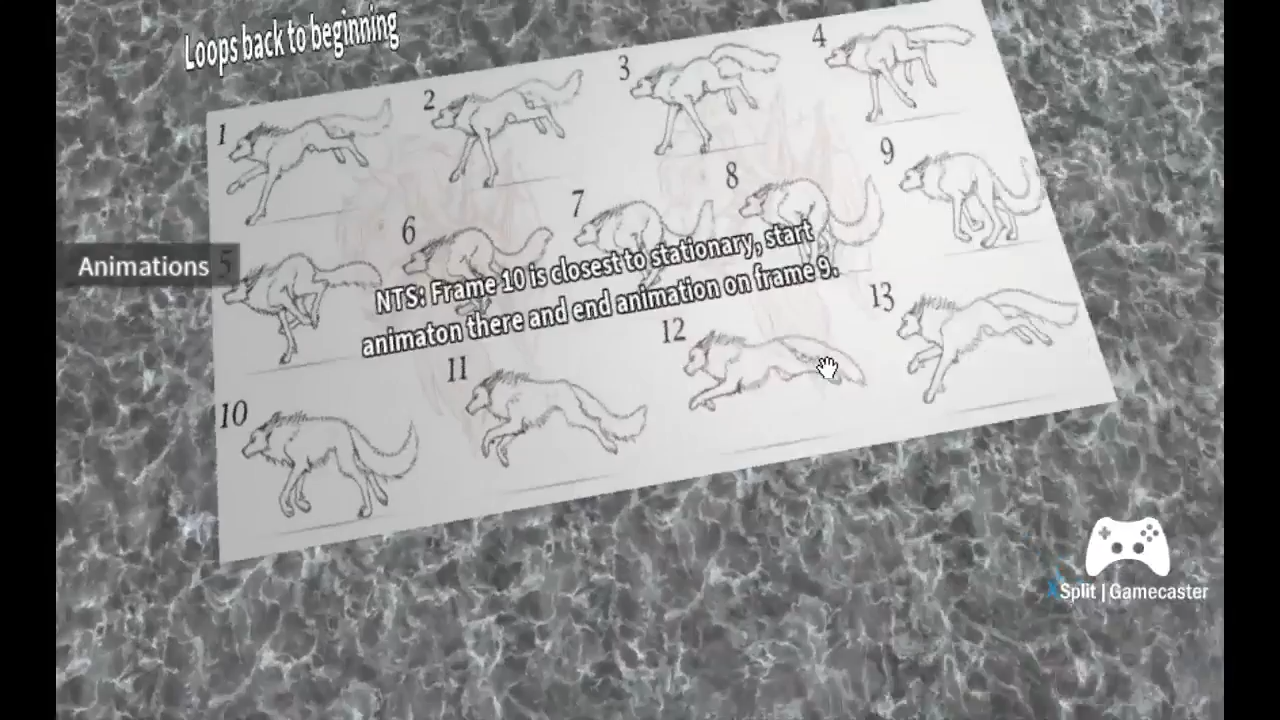 Loops back to beginning
1
2
3
4
5
6
7
8
9
Animations
NTS: Frame 10 is closest to stationary, start
animaton there and end animation on frame 9.
10
11
12
13
XSplit | Gamecaster